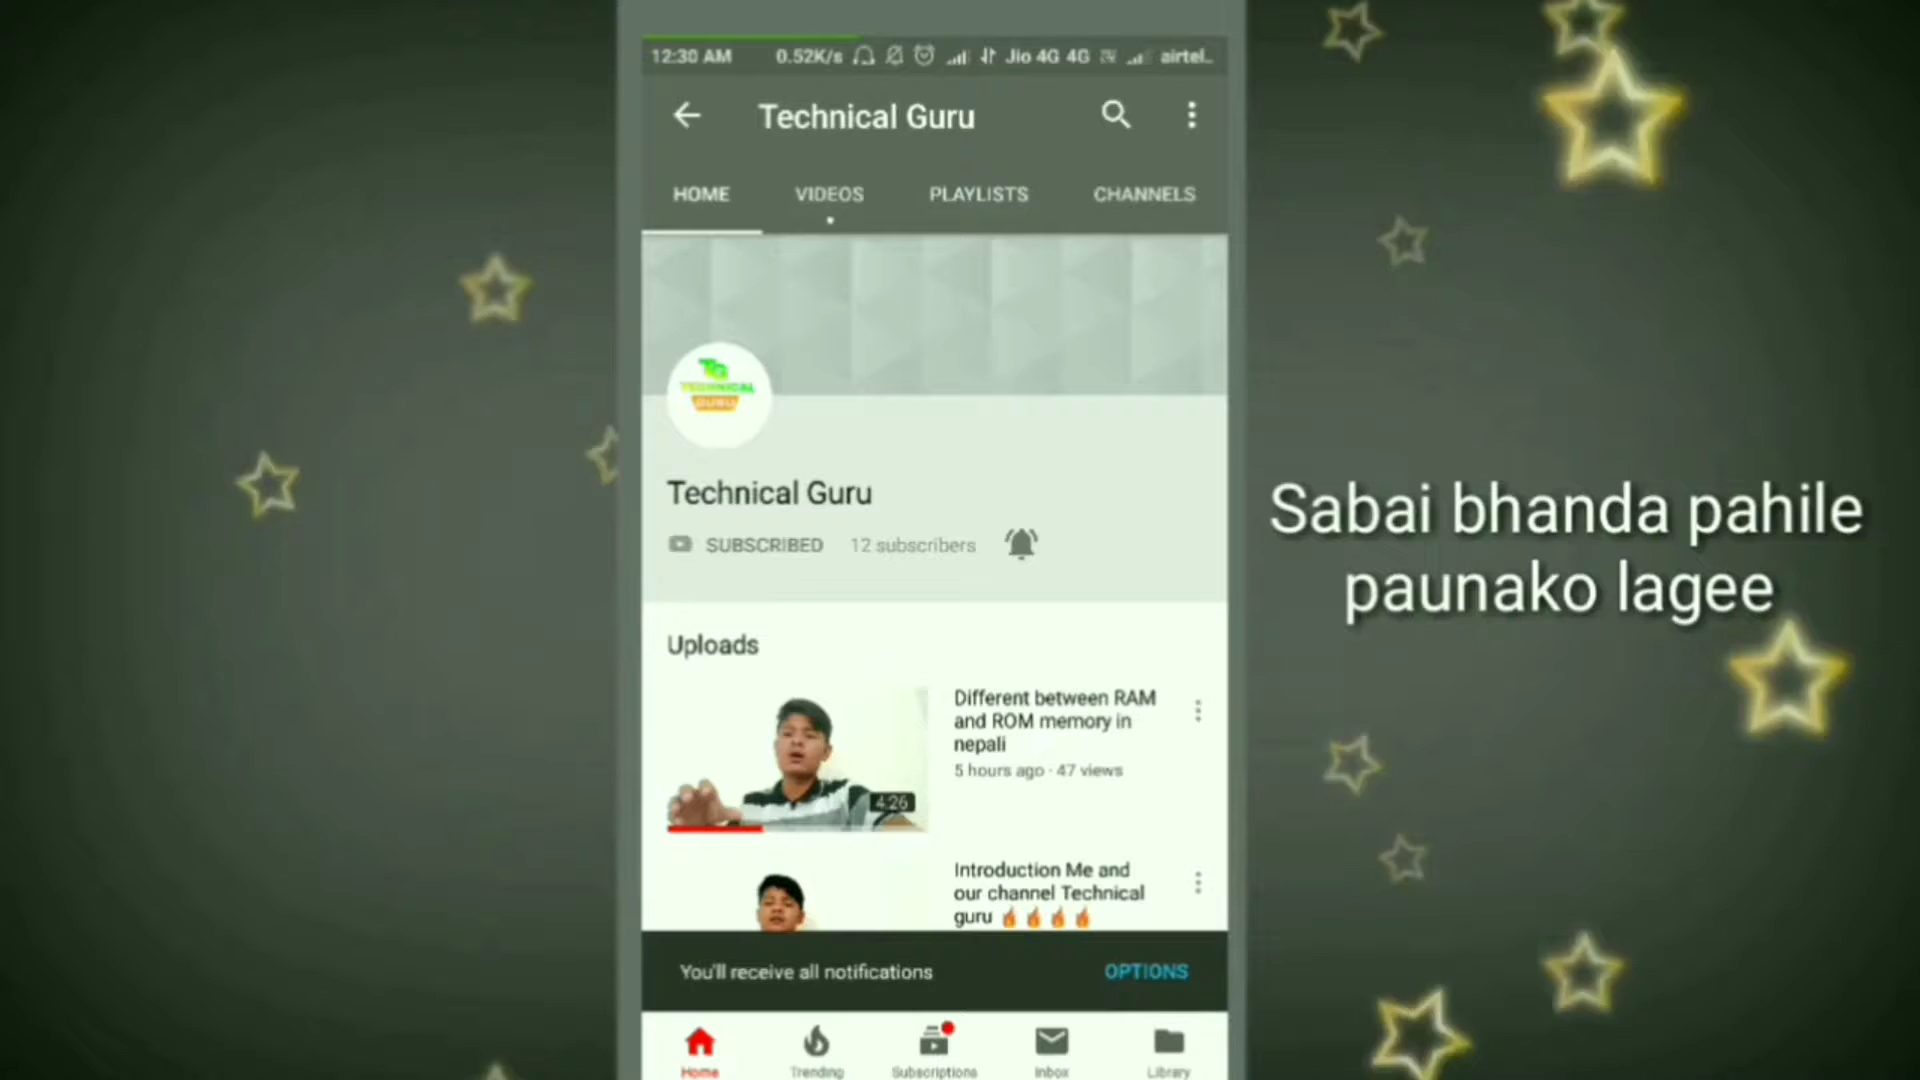 12:30 AM 0.52K/s Jio 4G 4G airtel..
Technical Guru
HOME VIDEOS PLAYLISTS CHANNELS
TG
TECHNICAL
GURU
Technical Guru
SUBSCRIBED 12 subscribers
Sabai bhanda pahile
paunako lagee
Uploads
Different between RAM
and ROM memory in
nepali
5 hours ago · 47 views
4:26
Introduction Me and
our channel Technical
guru 🔥🔥🔥🔥
You'll receive all notifications OPTIONS
Home Trending Subscriptions Inbox Library